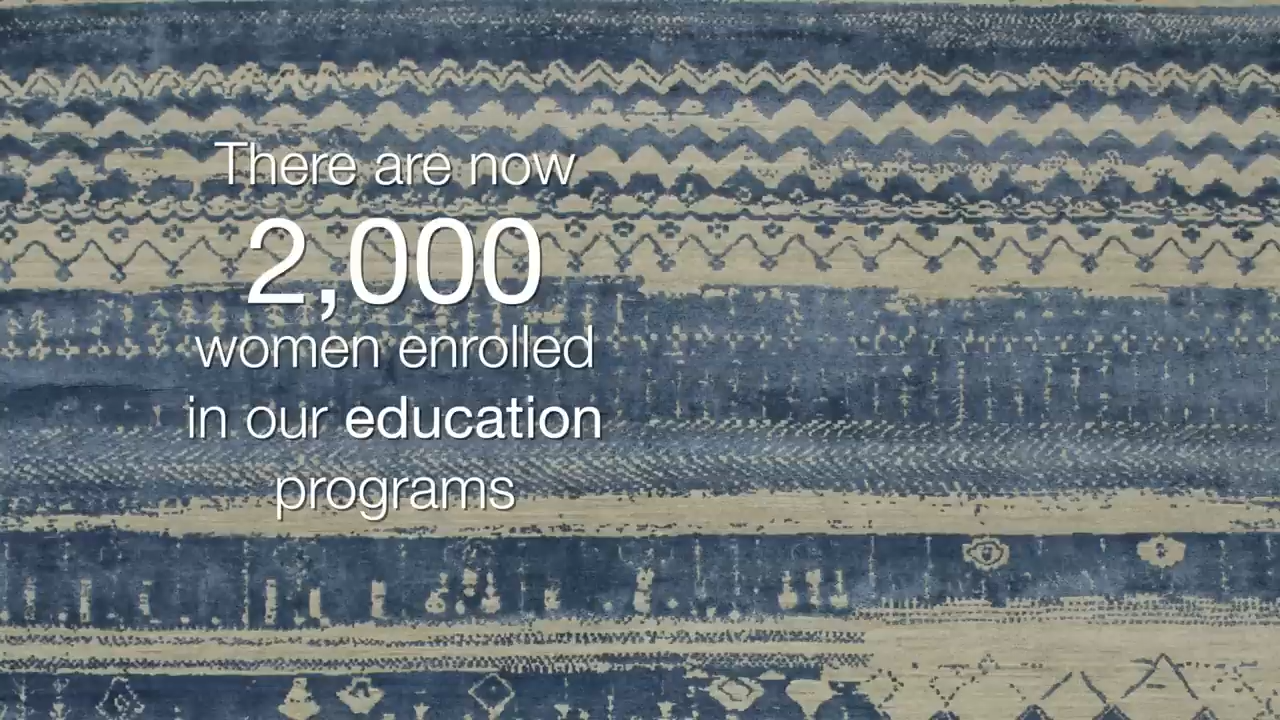 There are now
2,000
women enrolled
in our education
programs